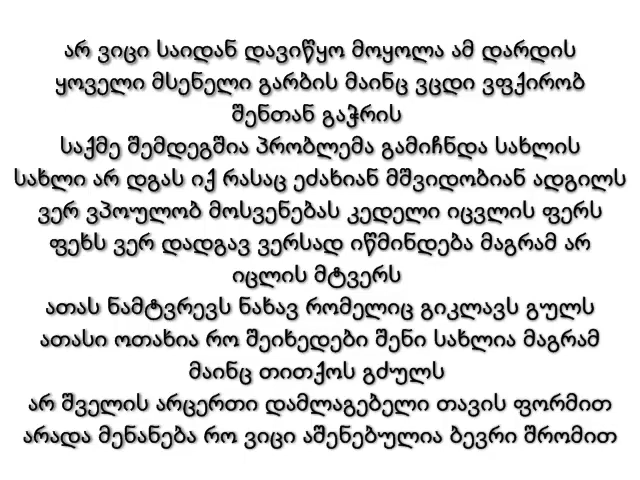 არ ვიცი საიდან დავიწყო მოყოლა ამ დარდის
ყოველი მსენელი გარბის მაინც ვცდი ვფქირობ
შენთან გაჭრის
საქმე შემდეგშია პრობლემა გამიჩნდა სახლის
სახლი არ დგას იქ რასაც ეძახიან მშვიდობიან ადგილს
ვერ ვპოულობ მოსვენებას კედელი იცვლის ფერს
ფეხს ვერ დადგავ ვერსად იწმინდება მაგრამ არ
იცლის მტვერს
ათას ნამტვრევს ნახავ რომელიც გიკლავს გულს
ათასი ოთახია რო შეიხედები შენი სახლია მაგრამ
მაინც თითქოს გძულს
არ შველის არცერთი დამლაგებელი თავის ფორმით
არადა მენანება რო ვიცი აშენებულია ბევრი შრომით